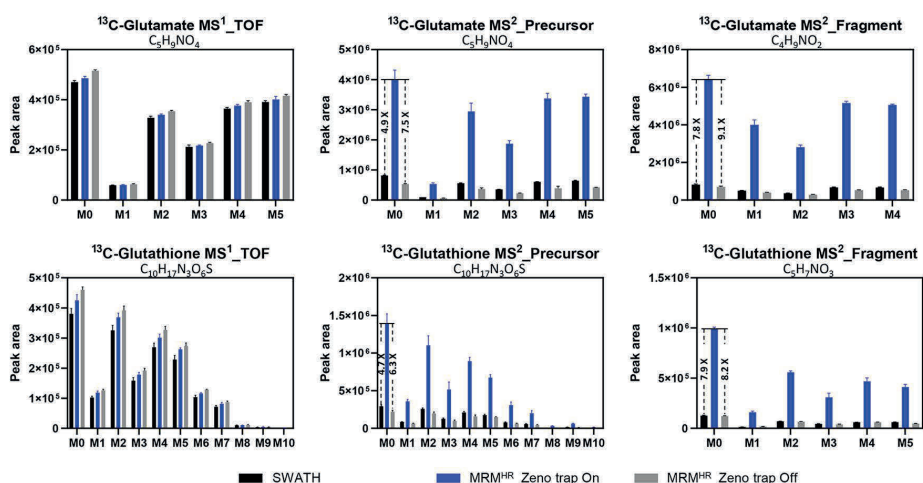 ¹³C-Glutamate MS¹_TOF
C₅H₉NO₄
Peak area
6×10⁵
4×10⁵
2×10⁵
0
M0 M1 M2 M3 M4 M5
¹³C-Glutamate MS²_Precursor
C₅H₉NO₄
Peak area
5×10⁶
4×10⁶
3×10⁶
2×10⁶
1×10⁶
0
4.9 X
7.5 X
M0 M1 M2 M3 M4 M5
¹³C-Glutamate MS²_Fragment
C₄H₉NO₂
Peak area
8×10⁶
6×10⁶
4×10⁶
2×10⁶
0
7.8 X
9.1 X
M0 M1 M2 M3 M4 M5
¹³C-Glutathione MS¹_TOF
C₁₀H₁₇N₃O₆S
Peak area
5×10⁵
4×10⁵
3×10⁵
2×10⁵
1×10⁵
0
M0 M1 M2 M3 M4 M5 M6 M7 M8 M9 M10
¹³C-Glutathione MS²_Precursor
C₁₀H₁₇N₃O₆S
Peak area
2×10⁶
1.5×10⁶
1×10⁶
5×10⁵
0
4.7 X
6.3 X
M0 M1 M2 M3 M4 M5 M6 M7 M8 M9 M10
¹³C-Glutathione MS²_Fragment
C₅H₇NO₃
Peak area
1.5×10⁶
1×10⁶
5×10⁵
0
7.9 X
8.2 X
M0 M1 M2 M3 M4 M5
SWATH
MRMᴴᴿ Zeno trap On
MRMᴴᴿ Zeno trap Off